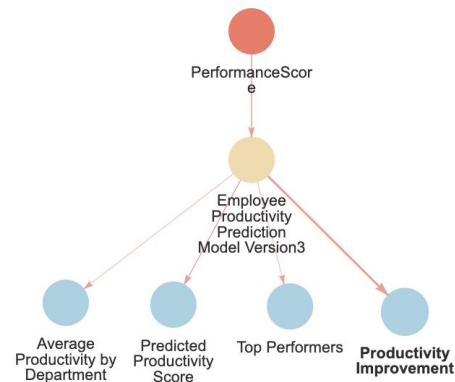 PerformanceScor
e
Employee
Productivity
Prediction
Model Version3
Average
Productivity by
Department
Predicted
Productivity
Score
Top Performers
Productivity
Improvement